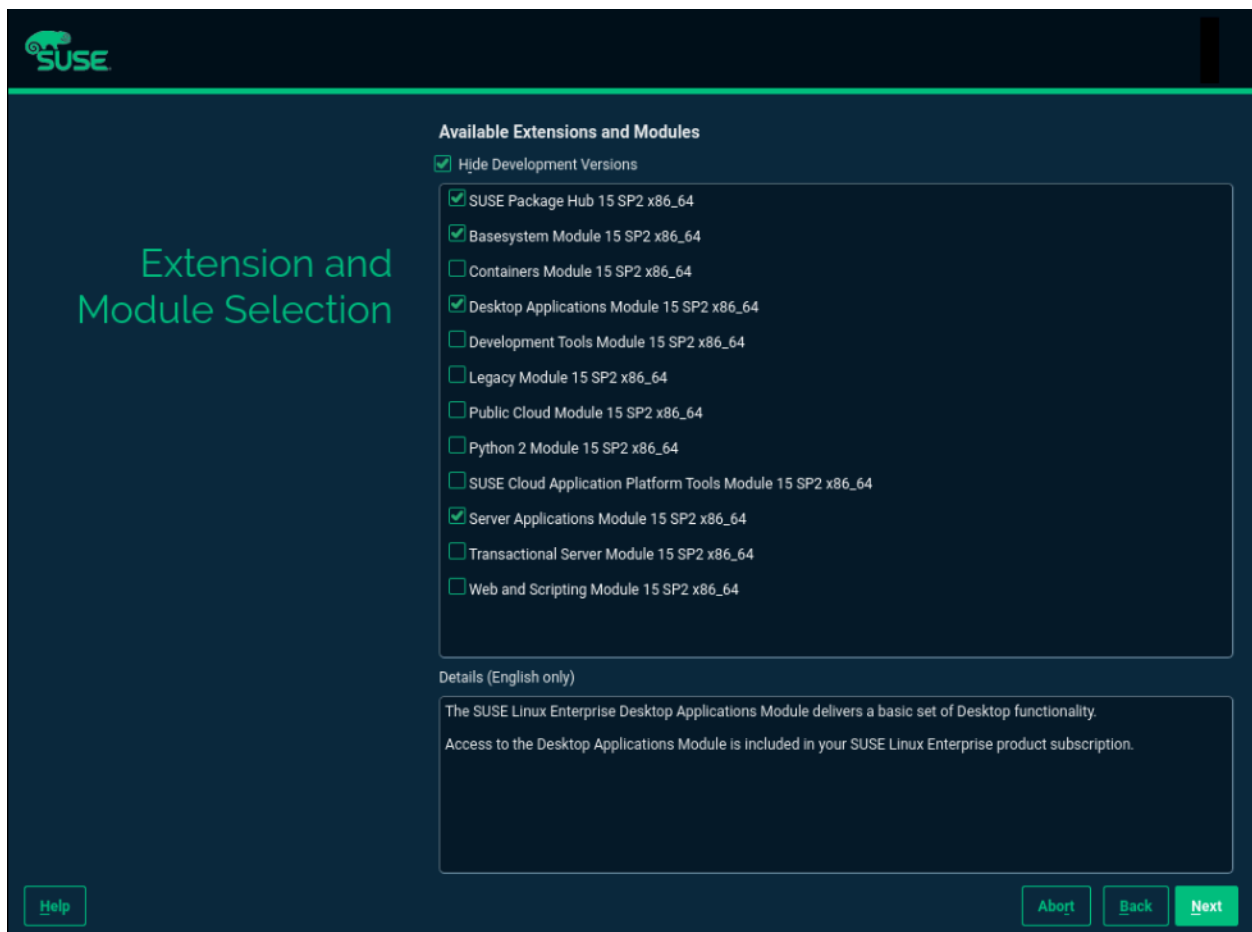 SUSE
Available Extensions and Modules
Hide Development Versions
SUSE Package Hub 15 SP2 x86_64
Basesystem Module 15 SP2 x86_64
Extension and
Module Selection
Containers Module 15 SP2 x86_64
Desktop Applications Module 15 SP2 x86_64
Development Tools Module 15 SP2 x86_64
Legacy Module 15 SP2 x86_64
Public Cloud Module 15 SP2 x86_64
Python 2 Module 15 SP2 x86_64
SUSE Cloud Application Platform Tools Module 15 SP2 x86_64
Server Applications Module 15 SP2 x86_64
Transactional Server Module 15 SP2 x86_64
Web and Scripting Module 15 SP2 x86_64
Details (English only)
The SUSE Linux Enterprise Desktop Applications Module delivers a basic set of Desktop functionality.
Access to the Desktop Applications Module is included in your SUSE Linux Enterprise product subscription.
Help
Abort
Back
Next